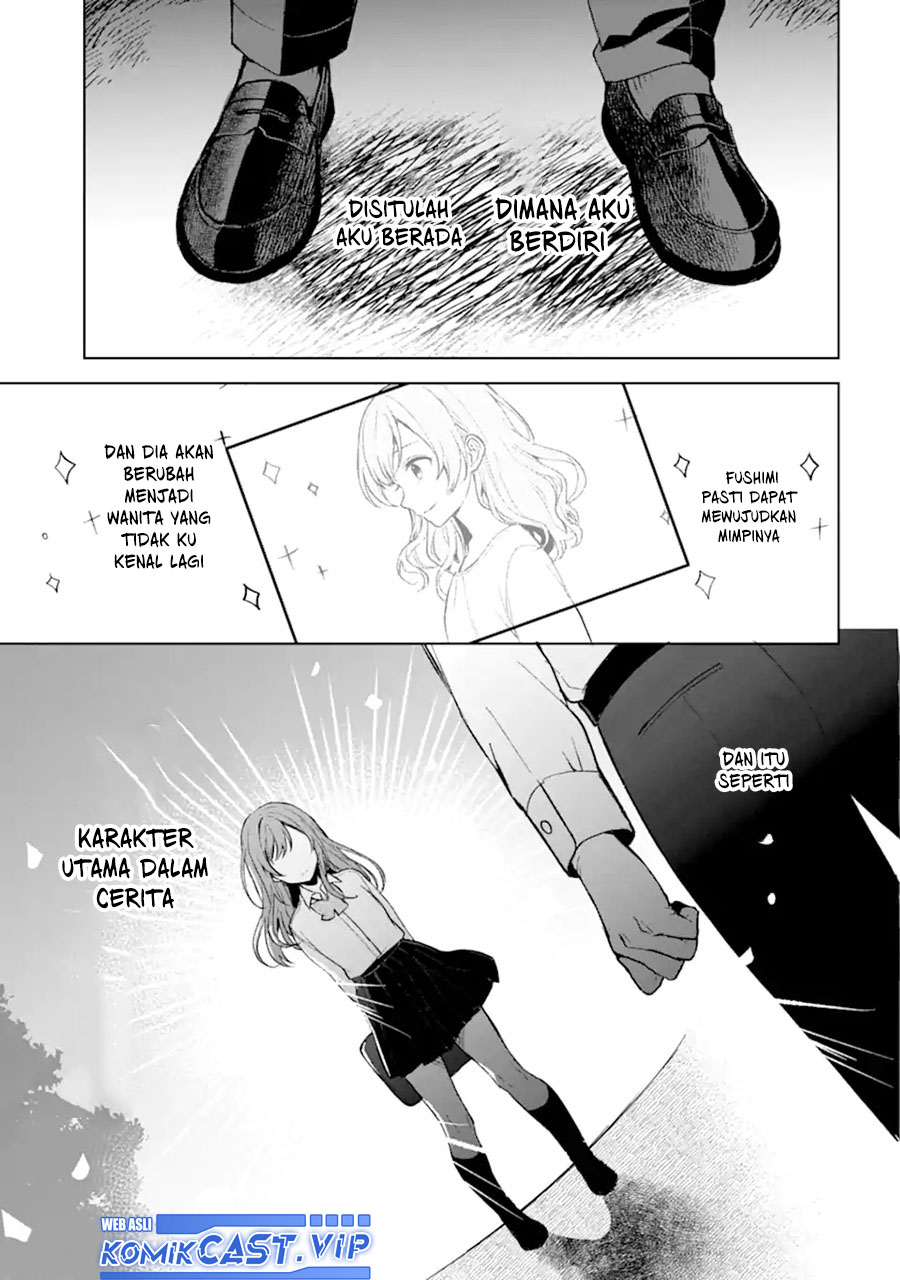 DIMANA AKU
BERDIRI
DISITULAH
AKU BERADA
FUSHIMI
PASTI DAPAT
MEWUJUDKAN
MIMPINYA
DAN DIA AKAN
BERUBAH
MENJADI
WANITA YANG
TIDAK KU
KENAL LAGI
DAN ITU
SEPERTI
KARAKTER
UTAMA DALAM
CERITA
WEB ASLI
KOMIKCAST.VIP